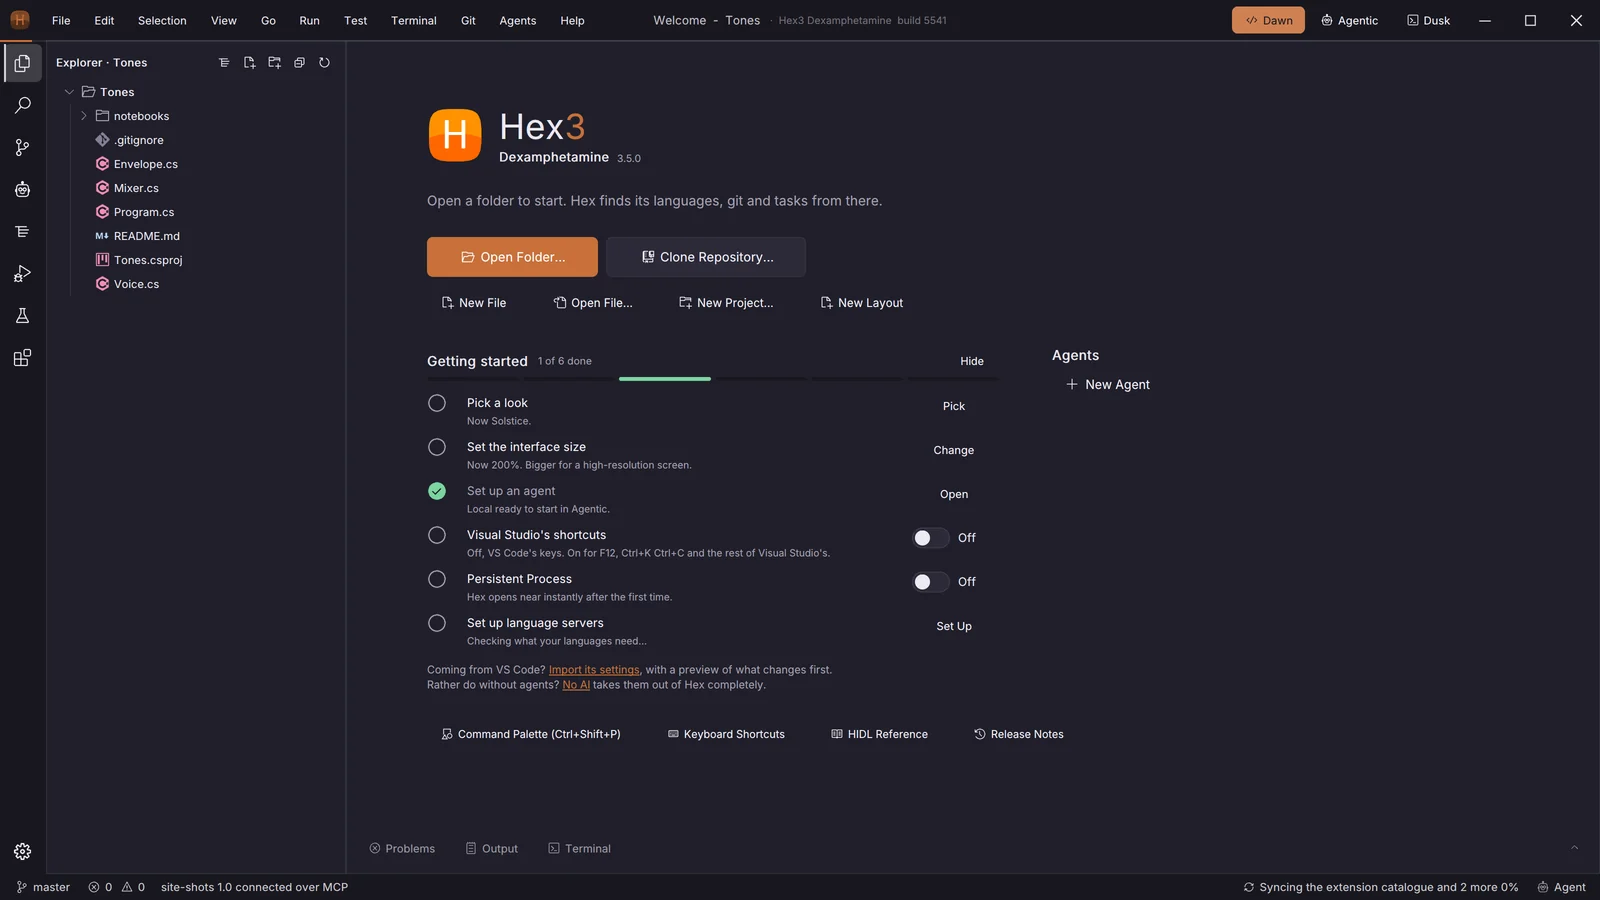 H File Edit Selection View Go Run Test Terminal Git Agents Help Welcome - Tones · Hex3 Dexamphetamine build 5541 Dawn Agentic Dusk
Explorer · Tones
Tones
notebooks
.gitignore
Envelope.cs
Mixer.cs
Program.cs
M↓ README.md
Tones.csproj
Voice.cs
H
Hex3
Dexamphetamine 3.5.0
Open a folder to start. Hex finds its languages, git and tasks from there.
Open Folder... Clone Repository...
New File Open File... New Project... New Layout
Getting started 1 of 6 done Hide
Pick a look Pick
Now Solstice.
Set the interface size Change
Now 200%. Bigger for a high-resolution screen.
Set up an agent Open
Local ready to start in Agentic.
Visual Studio's shortcuts Off
Off, VS Code's keys. On for F12, Ctrl+K Ctrl+C and the rest of Visual Studio's.
Persistent Process Off
Hex opens near instantly after the first time.
Set up language servers Set Up
Checking what your languages need...
Coming from VS Code? Import its settings, with a preview of what changes first.
Rather do without agents? No AI takes them out of Hex completely.
Agents
New Agent
Command Palette (Ctrl+Shift+P) Keyboard Shortcuts HIDL Reference Release Notes
Problems Output Terminal
master 0 0 site-shots 1.0 connected over MCP Syncing the extension catalogue and 2 more 0% Agent